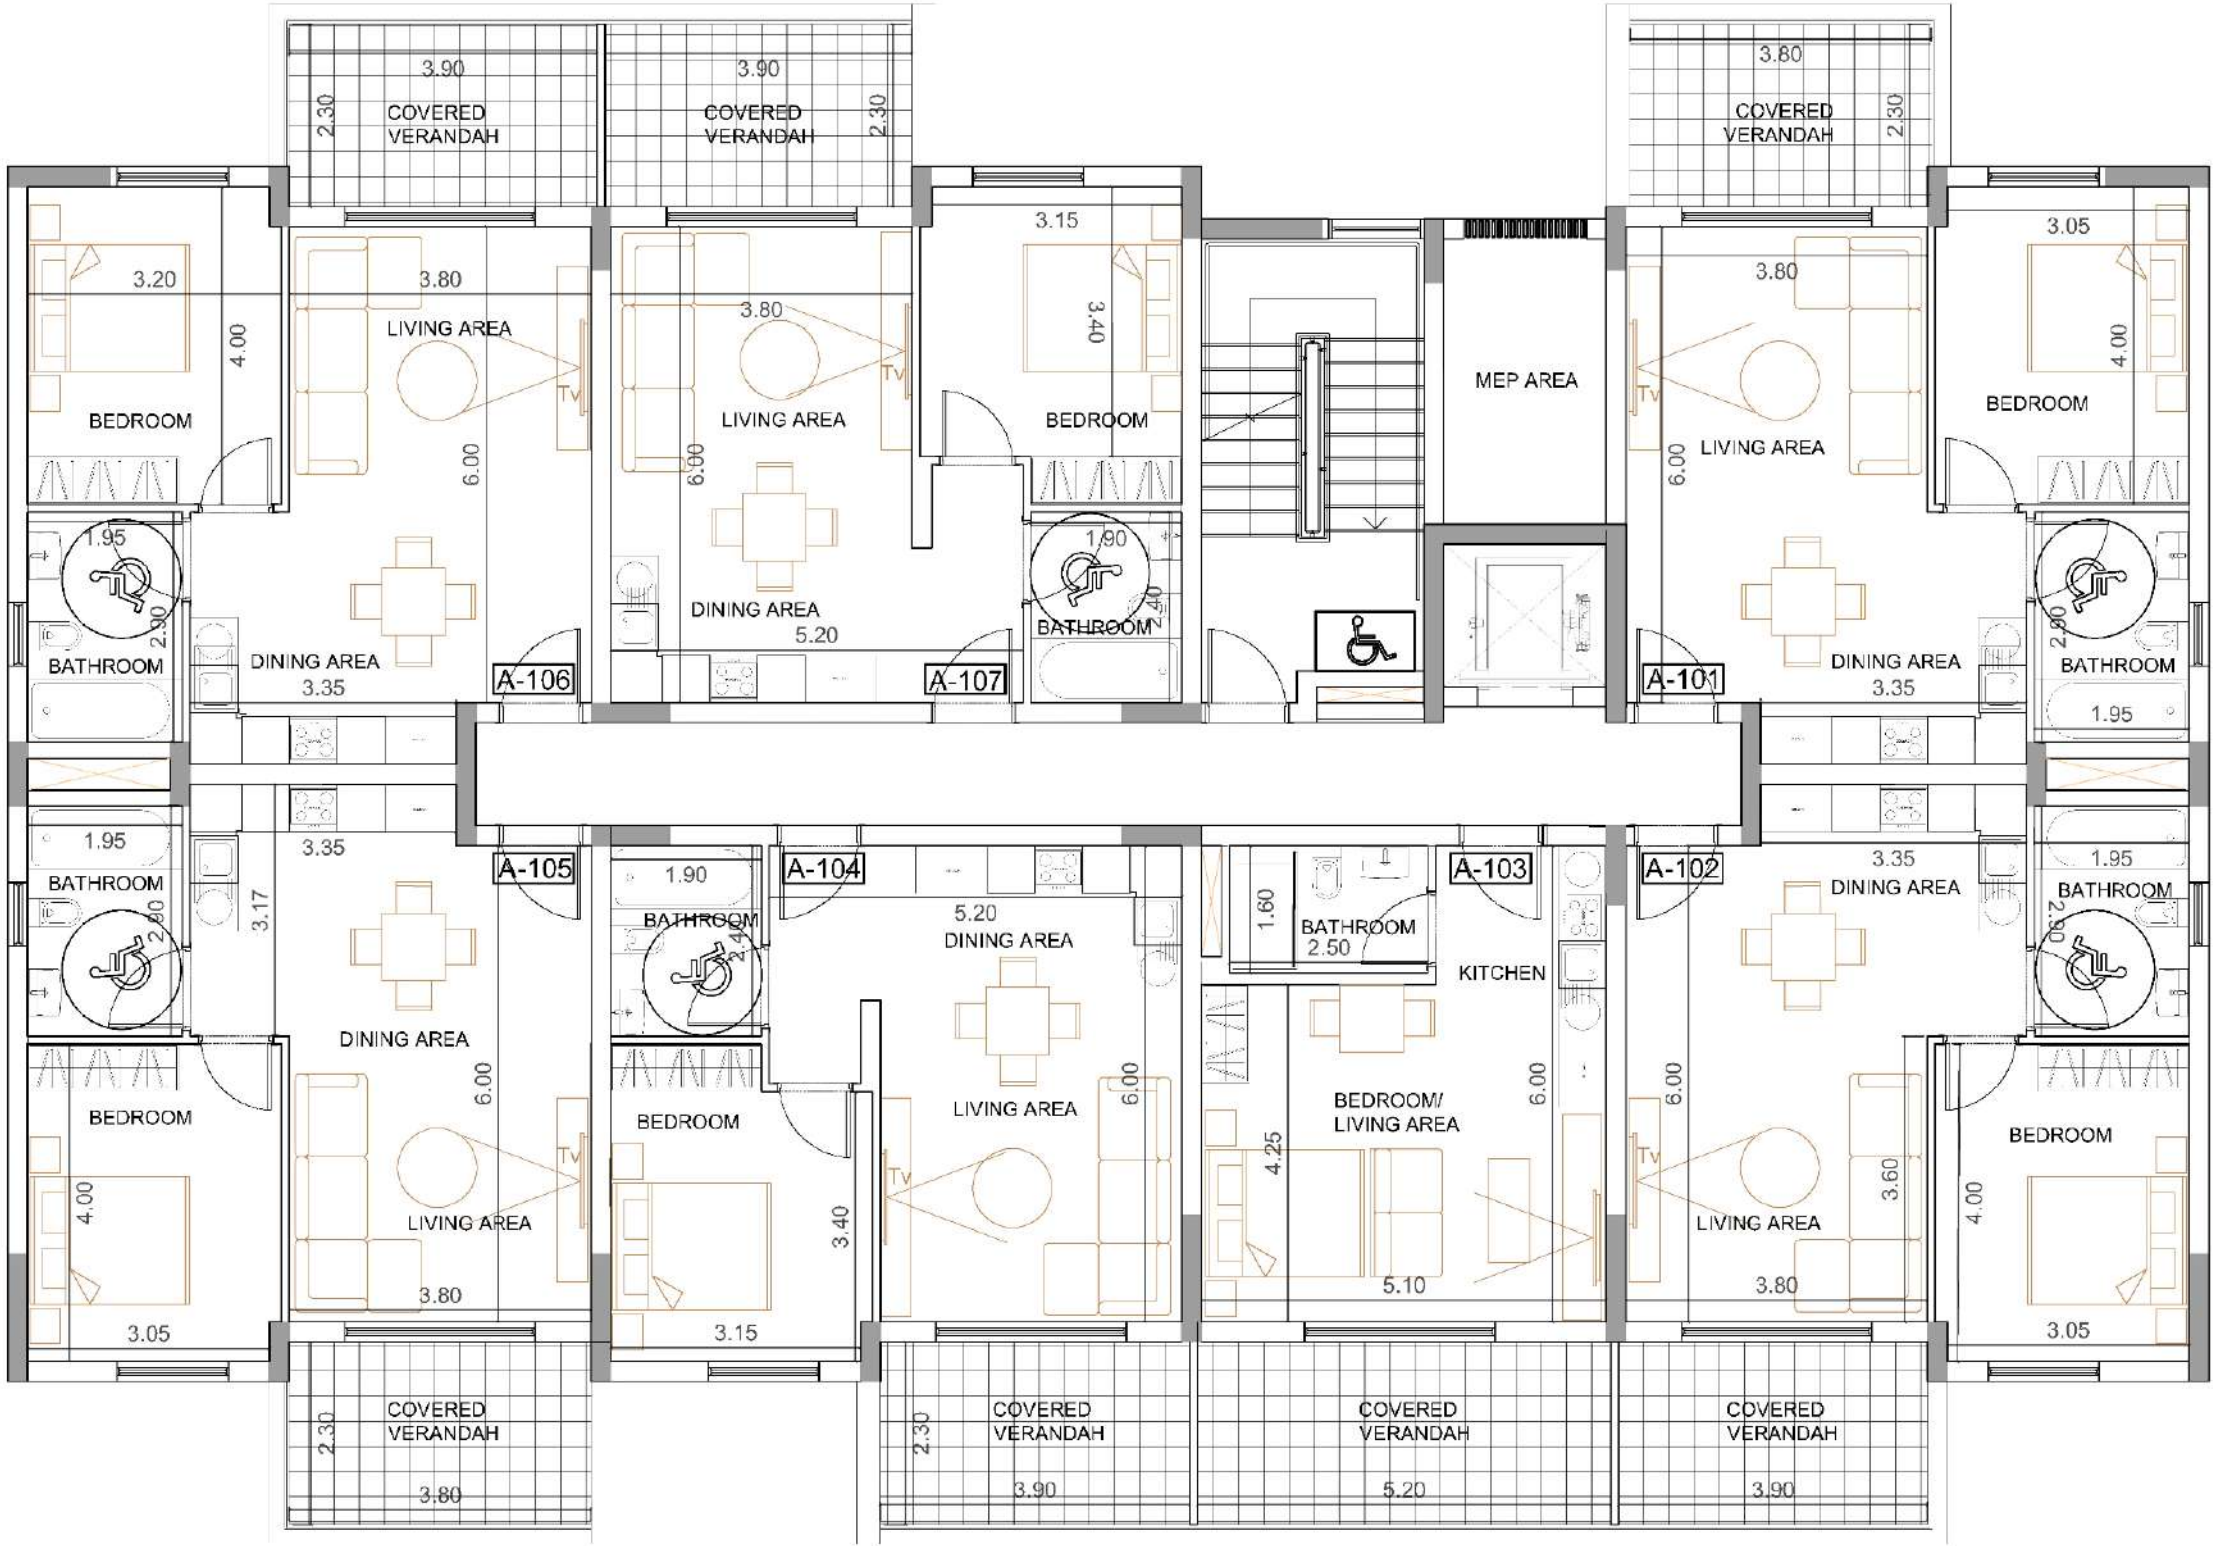 3.90
2.30
COVERED
VERANDAH
3.90
2.30
COVERED
VERANDAH
3.80
2.30
COVERED
VERANDAH
3.20
4.00
BEDROOM
3.80
LIVING AREA
Tv
6.00
3.80
Tv
LIVING AREA
6.00
3.15
3.40
BEDROOM
MEP AREA
3.80
Tv
LIVING AREA
6.00
3.05
4.00
BEDROOM
1.95
2.90
BATHROOM
DINING AREA
3.35
A-106
DINING AREA
5.20
A-107
1.90
2.40
BATHROOM
A-101
DINING AREA
3.35
2.90
BATHROOM
1.95
1.95
BATHROOM
2.90
3.35
3.17
A-105
DINING AREA
1.90
BATHROOM
A-104
5.20
DINING AREA
1.60
BATHROOM
2.50
A-103
KITCHEN
A-102
3.35
DINING AREA
1.95
BATHROOM
2.90
BEDROOM
4.00
3.05
6.00
Tv
LIVING AREA
3.80
BEDROOM
3.40
3.15
LIVING AREA
6.00
Tv
BEDROOM/
LIVING AREA
4.25
6.00
5.10
6.00
Tv
LIVING AREA
3.60
3.80
BEDROOM
4.00
3.05
COVERED
VERANDAH
2.30
3.80
COVERED
VERANDAH
2.30
3.90
COVERED
VERANDAH
5.20
COVERED
VERANDAH
3.90